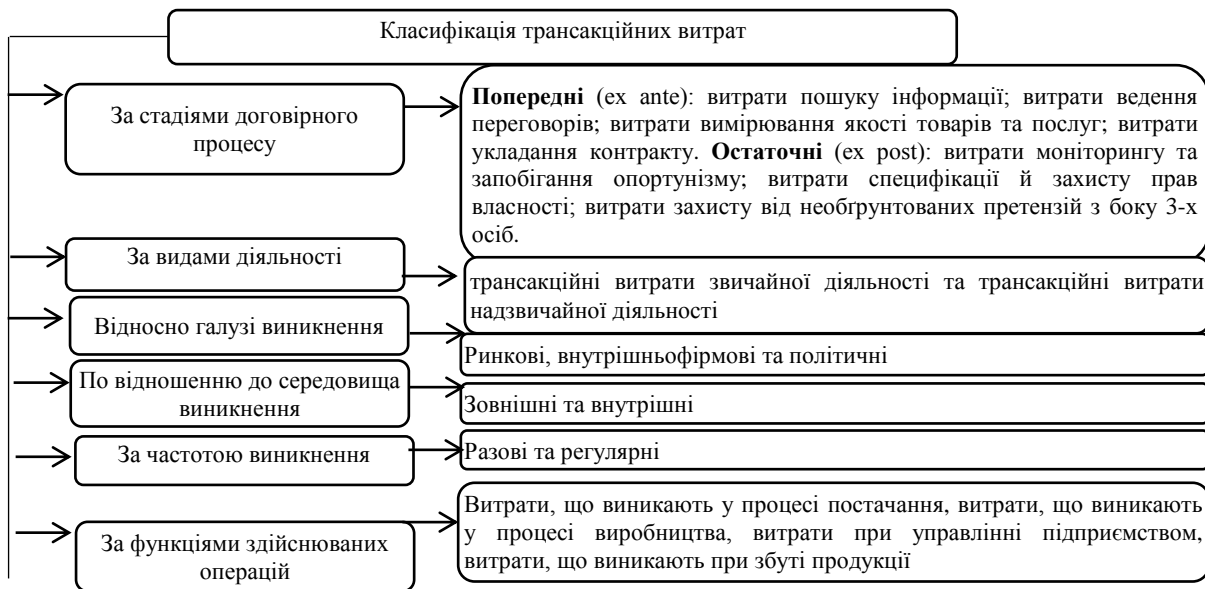 Класифікація трансакційних витрат
За стадіями договірного
процесу
Попередні (ex ante): витрати пошуку інформації; витрати ведення
переговорів; витрати вимірювання якості товарів та послуг; витрати
укладання контракту. Остаточні (ex post): витрати моніторингу та
запобігання опортунізму; витрати специфікації й захисту прав
власності; витрати захисту від необґрунтованих претензій з боку 3-х
осіб.
За видами діяльності
трансакційні витрати звичайної діяльності та трансакційні витрати
надзвичайної діяльності
Відносно галузі виникнення
Ринкові, внутрішньофірмові та політичні
По відношенню до середовища
виникнення
Зовнішні та внутрішні
За частотою виникнення
Разові та регулярні
За функціями здійснюваних
операцій
Витрати, що виникають у процесі постачання, витрати, що виникають
у процесі виробництва, витрати при управлінні підприємством,
витрати, що виникають при збуті продукції